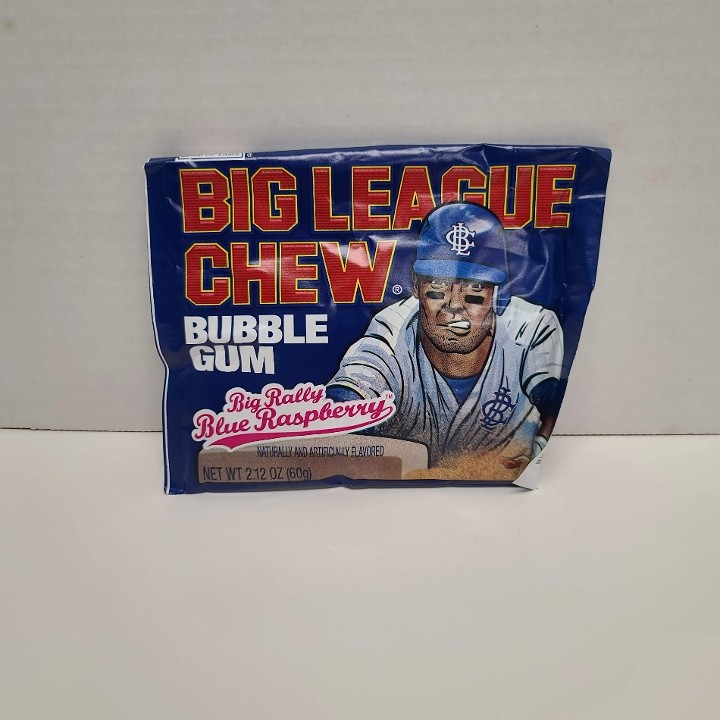 BIG LEAGUE
CHEW®
BUBBLE
GUM
Big Rally
Blue Raspberry™
NATURALLY AND ARTIFICIALLY FLAVORED
NET WT 2.12 OZ (60g)